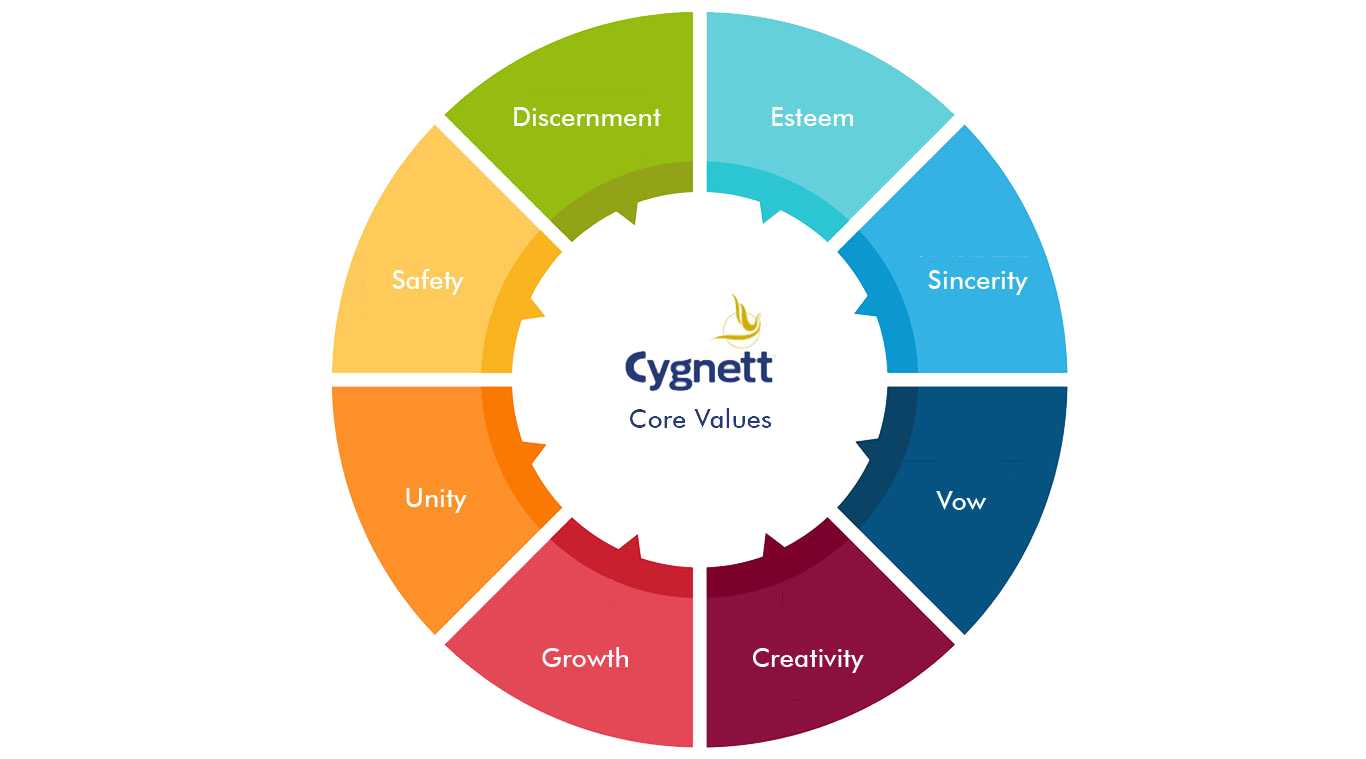 Discernment
Esteem
Safety
Sincerity
Cygnett
Core Values
Unity
Vow
Growth
Creativity